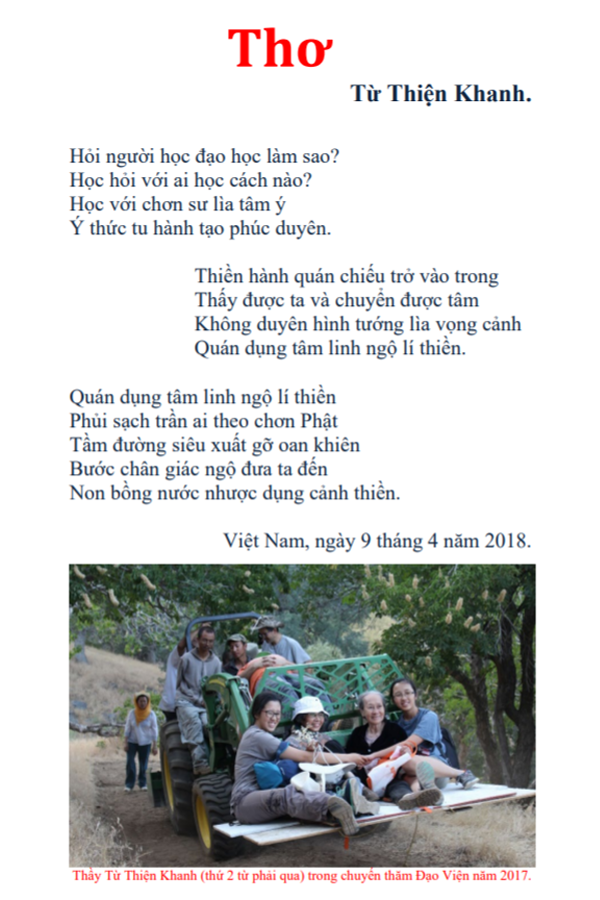 Thơ
Từ Thiện Khanh.
Hỏi người học đạo học làm sao?
Học hỏi với ai học cách nào?
Học với chơn sư lìa tâm ý
Ý thức tu hành tạo phúc duyên.
Thiền hành quán chiếu trở vào trong
Thấy được ta và chuyển được tâm
Không duyên hình tướng lìa vọng cảnh
Quán dụng tâm linh ngộ lí thiền.
Quán dụng tâm linh ngộ lí thiền
Phủi sạch trần ai theo chơn Phật
Tầm đường siêu xuất gỡ oan khiên
Bước chân giác ngộ đưa ta đến
Non bồng nước nhược dụng cảnh thiền.
Việt Nam, ngày 9 tháng 4 năm 2018.
Thầy Từ Thiện Khanh (thứ 2 từ phải qua) trong chuyến thăm Đạo Viện năm 2017.